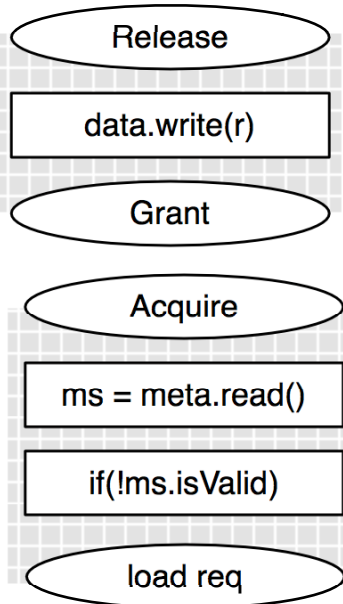 Release
data.write(r)
Grant
Acquire
ms = meta.read()
if(!ms.isValid)
load req